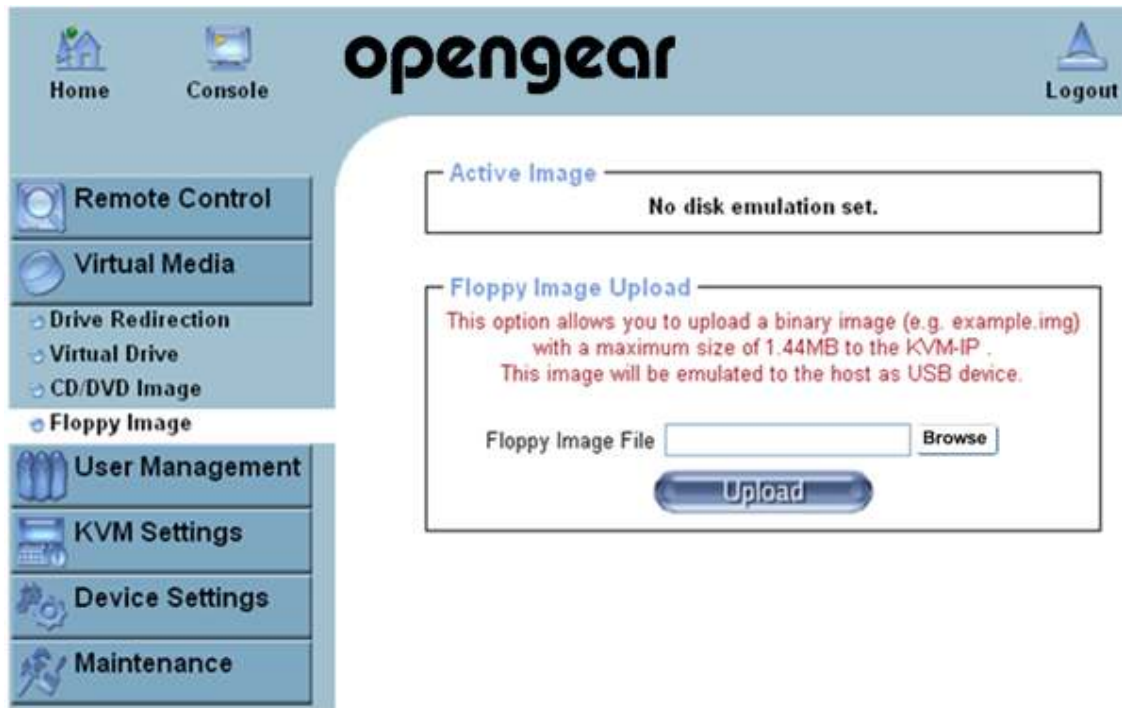 Home
Console
opengear
Logout
Remote Control
Virtual Media
Drive Redirection
Virtual Drive
CD/DVD Image
Floppy Image
User Management
KVM Settings
Device Settings
Maintenance
Active Image
No disk emulation set.
Floppy Image Upload
This option allows you to upload a binary image (e.g. example.img)
with a maximum size of 1.44MB to the KVM-IP .
This image will be emulated to the host as USB device.
Floppy Image File
Browse
Upload